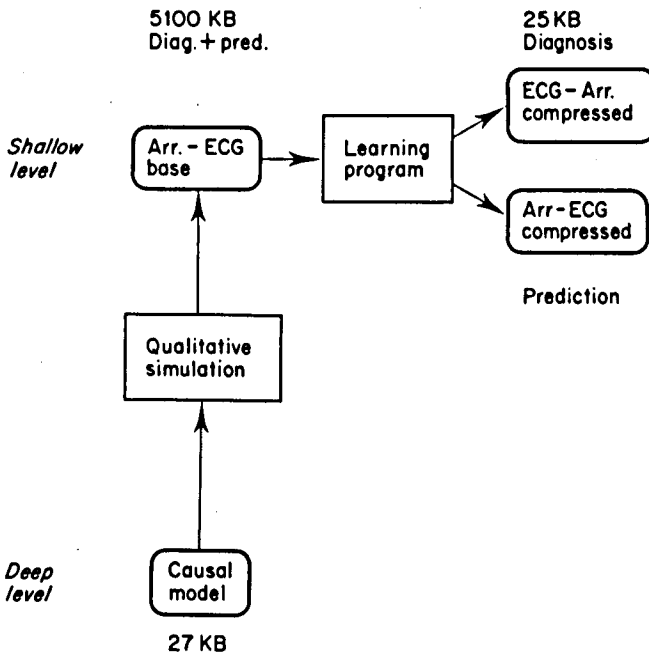 5100 KB
Diag. + pred.
25 KB
Diagnosis
Shallow
level
Arr. - ECG
base
Learning
program
ECG - Arr.
compressed
Arr - ECG
compressed
Prediction
Qualitative
simulation
Deep
level
Causal
model
27 KB